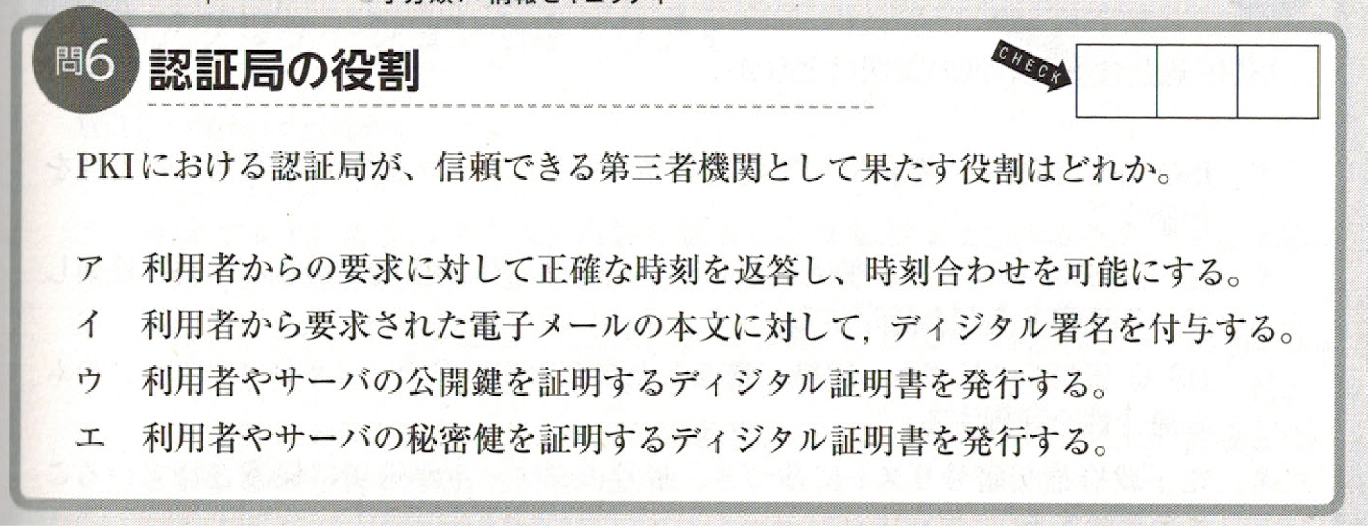 問6 認証局の役割
CHECK
PKIにおける認証局が、信頼できる第三者機関として果たす役割はどれか。
ア 利用者からの要求に対して正確な時刻を返答し、時刻合わせを可能にする。
イ 利用者から要求された電子メールの本文に対して, ディジタル署名を付与する。
ウ 利用者やサーバの公開鍵を証明するディジタル証明書を発行する。
エ 利用者やサーバの秘密健を証明するディジタル証明書を発行する。